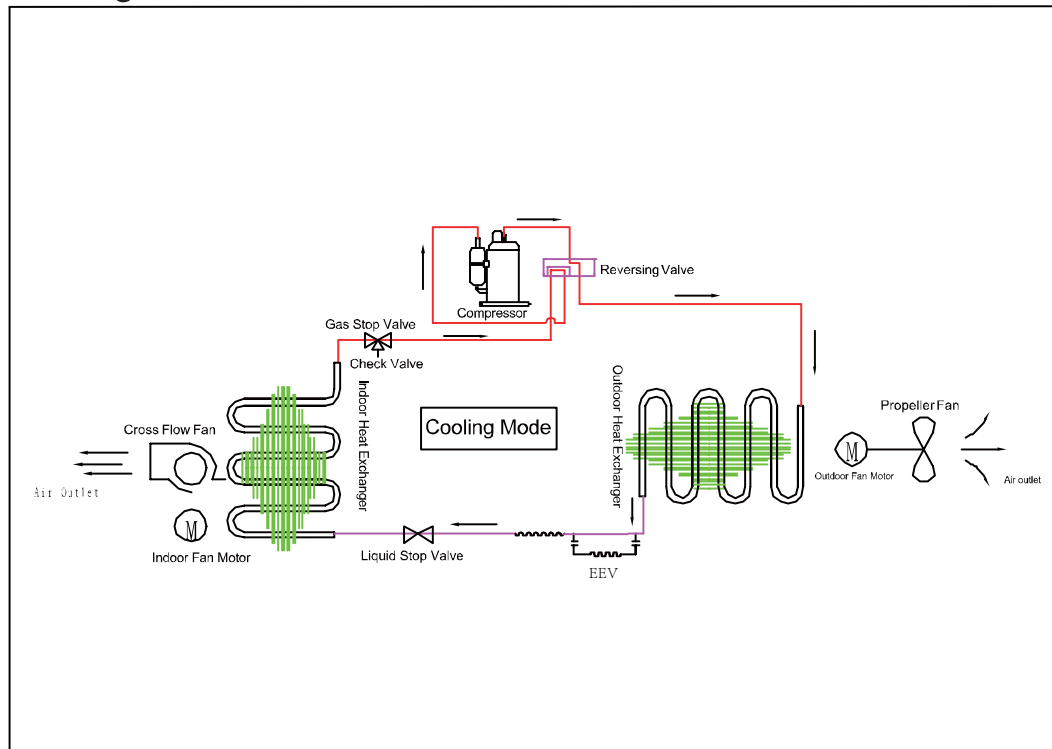 Reversing Valve
Compressor
Gas Stop Valve
Check Valve
Indoor Heat Exchanger
Outdoor Heat Exchanger
Cooling Mode
Propeller Fan
Cross Flow Fan
M
Outdoor Fan Motor
Air outlet
Air Outlet
M
Indoor Fan Motor
Liquid Stop Valve
EEV